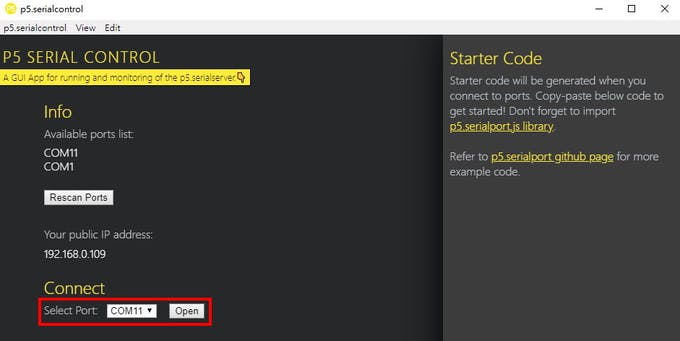 p5.serialcontrol
p5.serialcontrol View Edit
P5 SERIAL CONTROL
A GUI App for running and monitoring of the p5.serialserver.
Info
Available ports list:
COM11
COM1
Rescan Ports
Your public IP address:
192.168.0.109
Connect
Select Port: COM11 Open
Starter Code
Starter code will be generated when you
connect to ports. Copy-paste below code to
get started! Don't forget to import
p5.serialport.js library.
Refer to p5.serialport github page for more
example code.